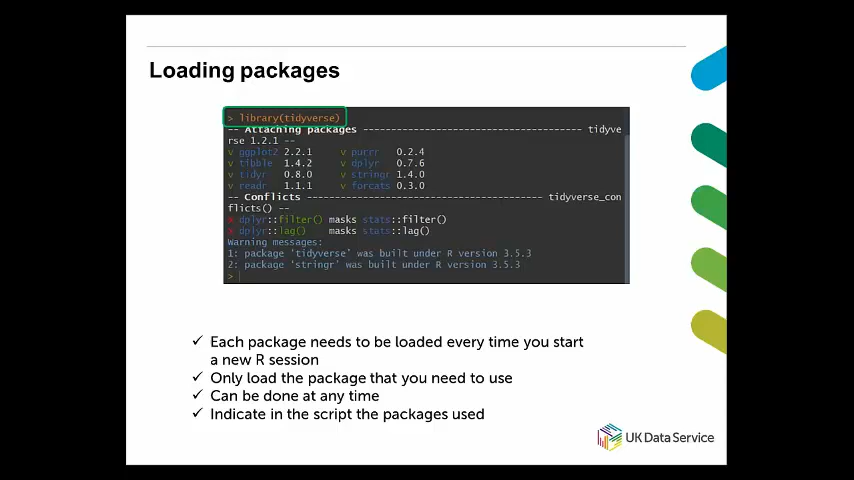 Loading packages
> library(tidyverse)
-- Attaching packages --------------------------------------- tidyve
rse 1.2.1 --
v ggplot2 2.2.1 v purrr 0.2.4
v tibble 1.4.2 v dplyr 0.7.6
v tidyr 0.8.0 v stringr 1.4.0
v readr 1.1.1 v forcats 0.3.0
-- Conflicts ------------------------------------------ tidyverse_con
flicts() --
x dplyr::filter() masks stats::filter()
x dplyr::lag() masks stats::lag()
Warning messages:
1: package 'tidyverse' was built under R version 3.5.3
2: package 'stringr' was built under R version 3.5.3
>
✓ Each package needs to be loaded every time you start
a new R session
✓ Only load the package that you need to use
✓ Can be done at any time
✓ Indicate in the script the packages used
UK Data Service